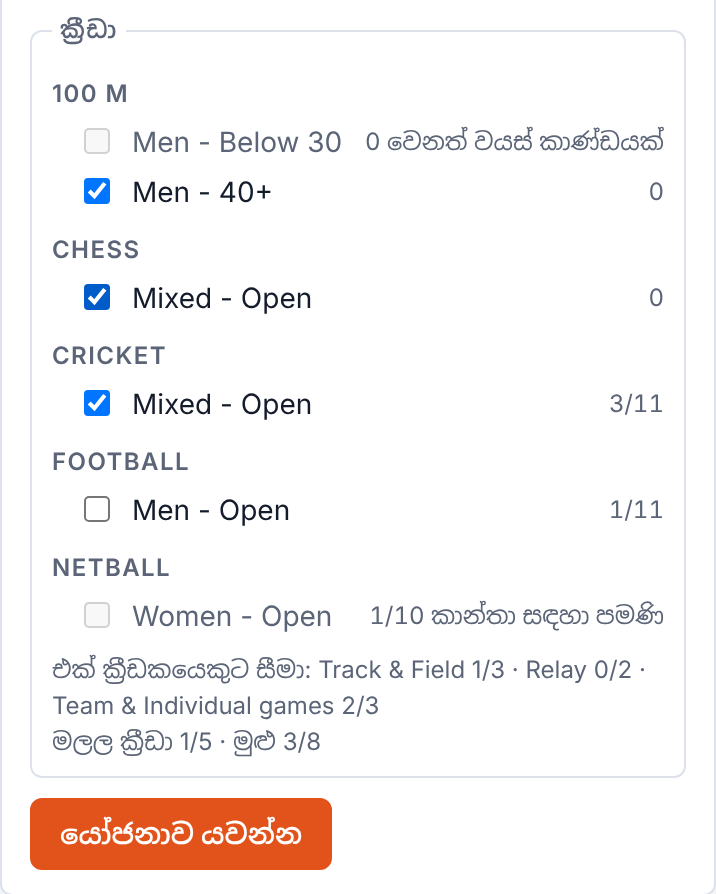 ක්‍රීඩා
100 M
Men - Below 30 0 වෙනත් වයස් කාණ්ඩයක්
Men - 40+ 0
CHESS
Mixed - Open 0
CRICKET
Mixed - Open 3/11
FOOTBALL
Men - Open 1/11
NETBALL
Women - Open 1/10 කාන්තා සඳහා පමණි
එක් ක්‍රීඩකයෙකුට සීමා: Track & Field 1/3 · Relay 0/2 ·
Team & Individual games 2/3
මලල ක්‍රීඩා 1/5 · මුළු 3/8
යෝජනාව යවන්න